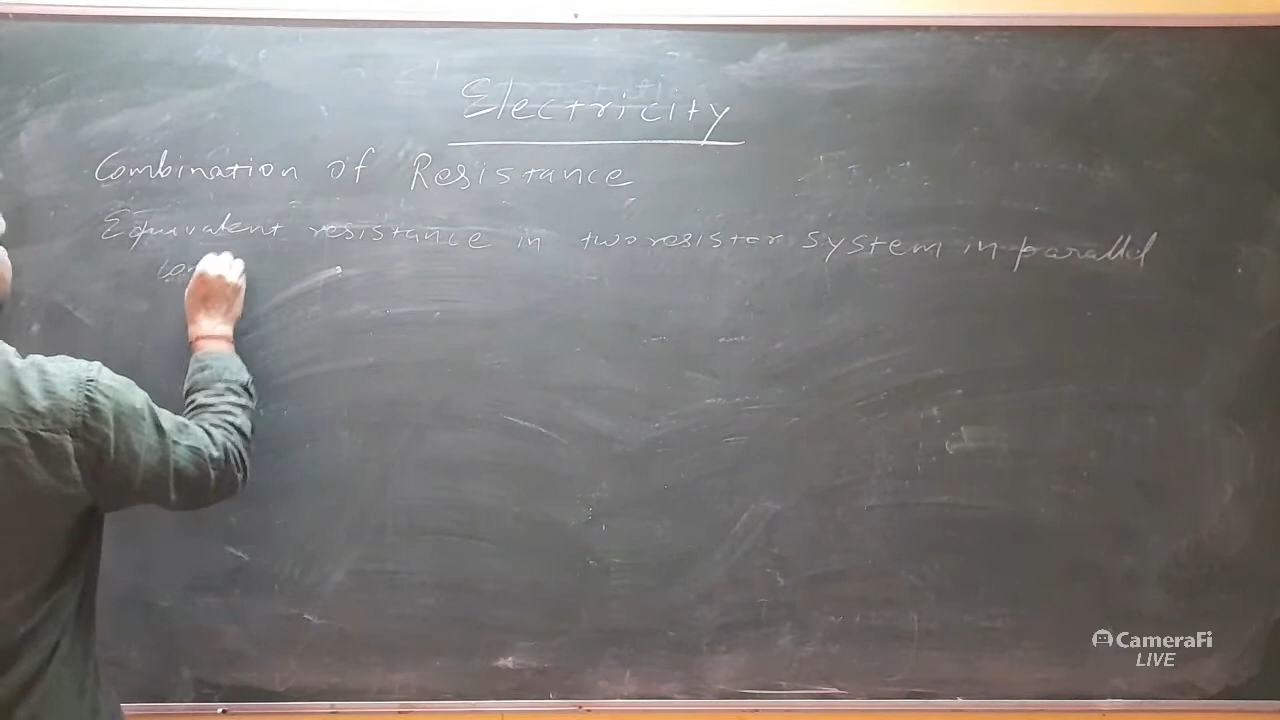 Electricity
Combination of Resistance
Equivalent resistance in two resistor system in parallel
CameraFi
LIVE